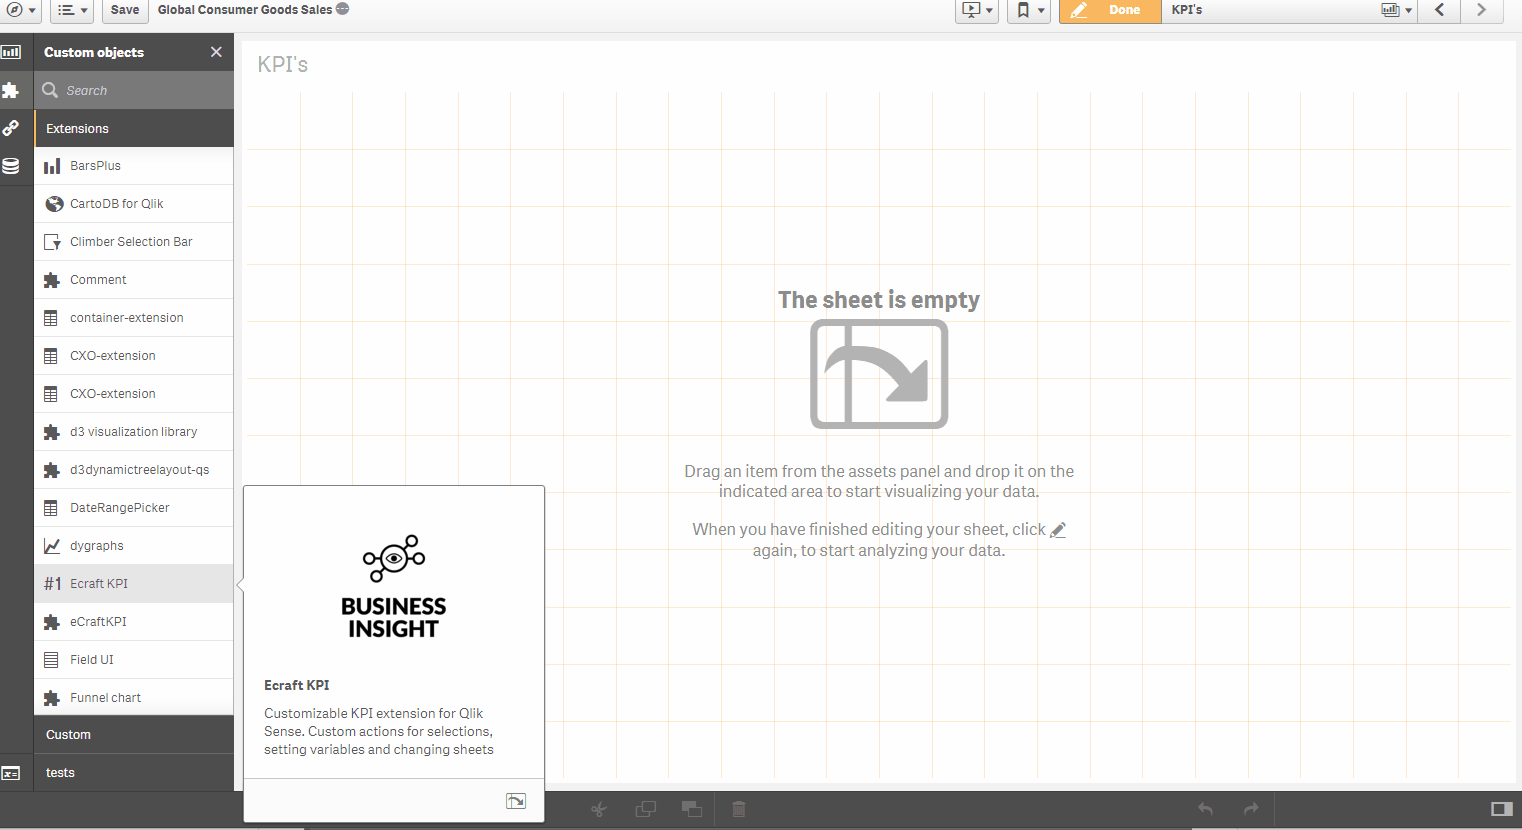 Save
Global Consumer Goods Sales
Done
KPI's
Custom objects
Search
Extensions
BarsPlus
CartoDB for Qlik
Climber Selection Bar
Comment
container-extension
CXO-extension
CXO-extension
d3 visualization library
d3dynamictreelayout-qs
DateRangePicker
dygraphs
#1 Ecraft KPI
eCraftKPI
Field UI
Funnel chart
Custom
tests
KPI's
The sheet is empty
Drag an item from the assets panel and drop it on the
indicated area to start visualizing your data.
When you have finished editing your sheet, click
again, to start analyzing your data.
BUSINESS
INSIGHT
Ecraft KPI
Customizable KPI extension for Qlik
Sense. Custom actions for selections,
setting variables and changing sheets